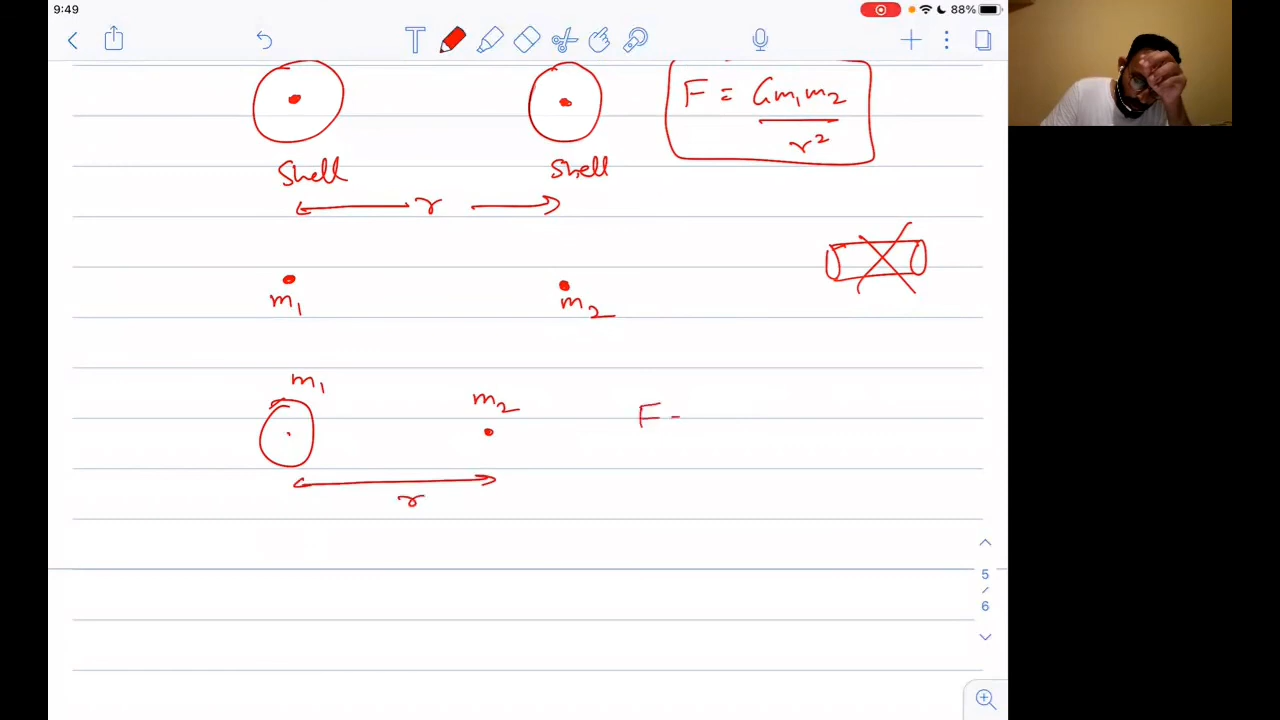 9:49
88%
T
F = Gm₁m₂
r²
Shell
Shell
r
m₁
m₂
m₁
m₂
F -
r
5
/
6